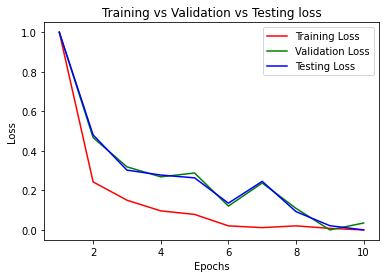 Training vs Validation vs Testing loss
Training Loss
Validation Loss
Testing Loss
Loss
1.0
0.8
0.6
0.4
0.2
0.0
2
4
6
8
10
Epochs